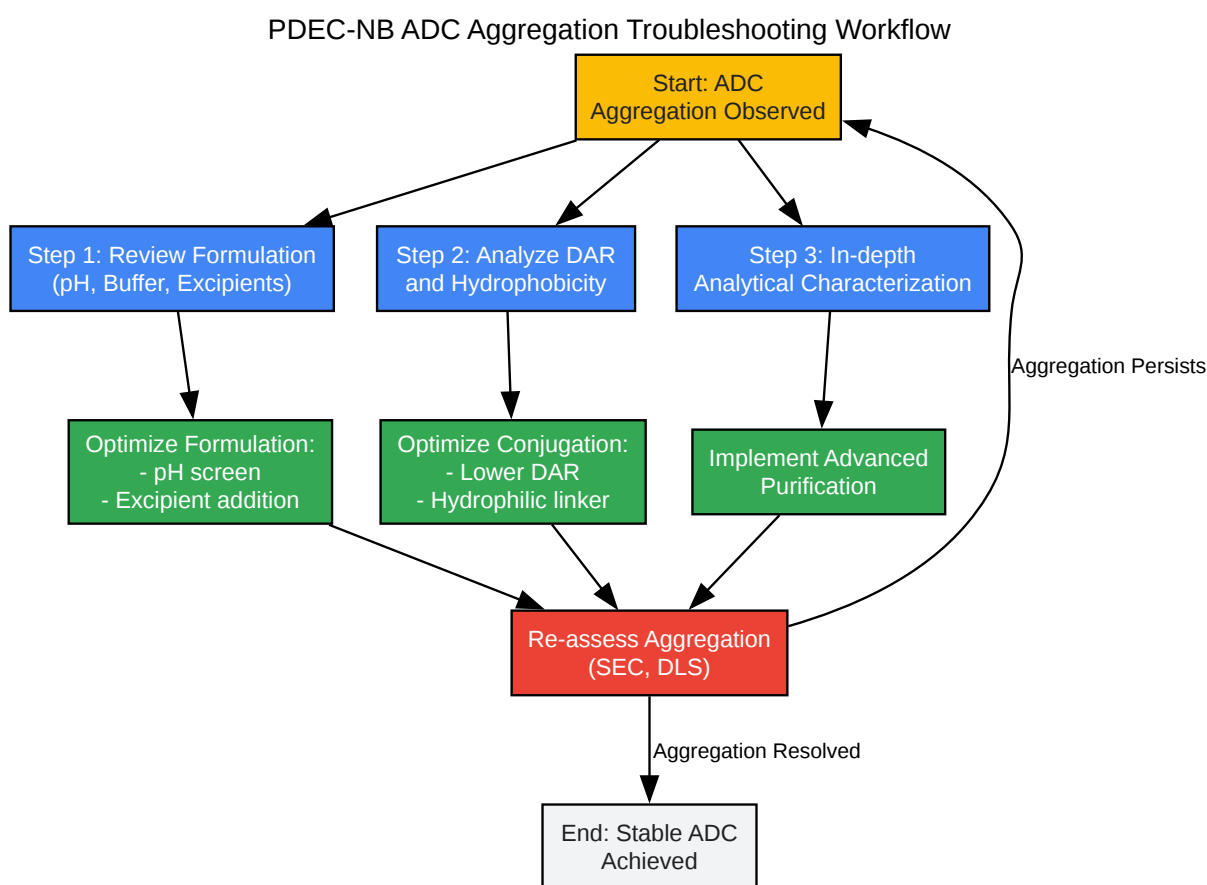 PDEC-NB ADC Aggregation Troubleshooting Workflow
Start: ADC
Aggregation Observed
Step 1: Review Formulation
(pH, Buffer, Excipients)
Step 2: Analyze DAR
and Hydrophobicity
Step 3: In-depth
Analytical Characterization
Aggregation Persists
Optimize Formulation:
- pH screen
- Excipient addition
Optimize Conjugation:
- Lower DAR
- Hydrophilic linker
Implement Advanced
Purification
Re-assess Aggregation
(SEC, DLS)
Aggregation Resolved
End: Stable ADC
Achieved